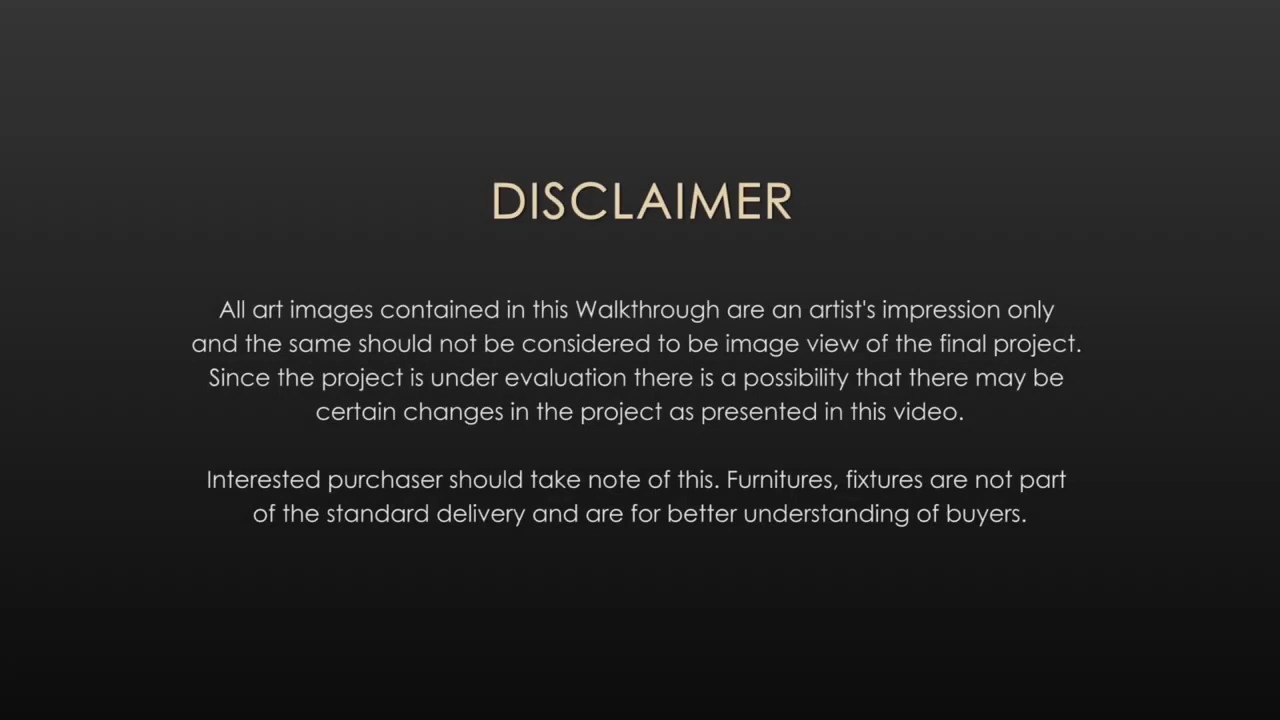 DISCLAIMER
All art images contained in this Walkthrough are an artist's impression only
and the same should not be considered to be image view of the final project.
Since the project is under evaluation there is a possibility that there may be
certain changes in the project as presented in this video.
Interested purchaser should take note of this. Furnitures, fixtures are not part
of the standard delivery and are for better understanding of buyers.